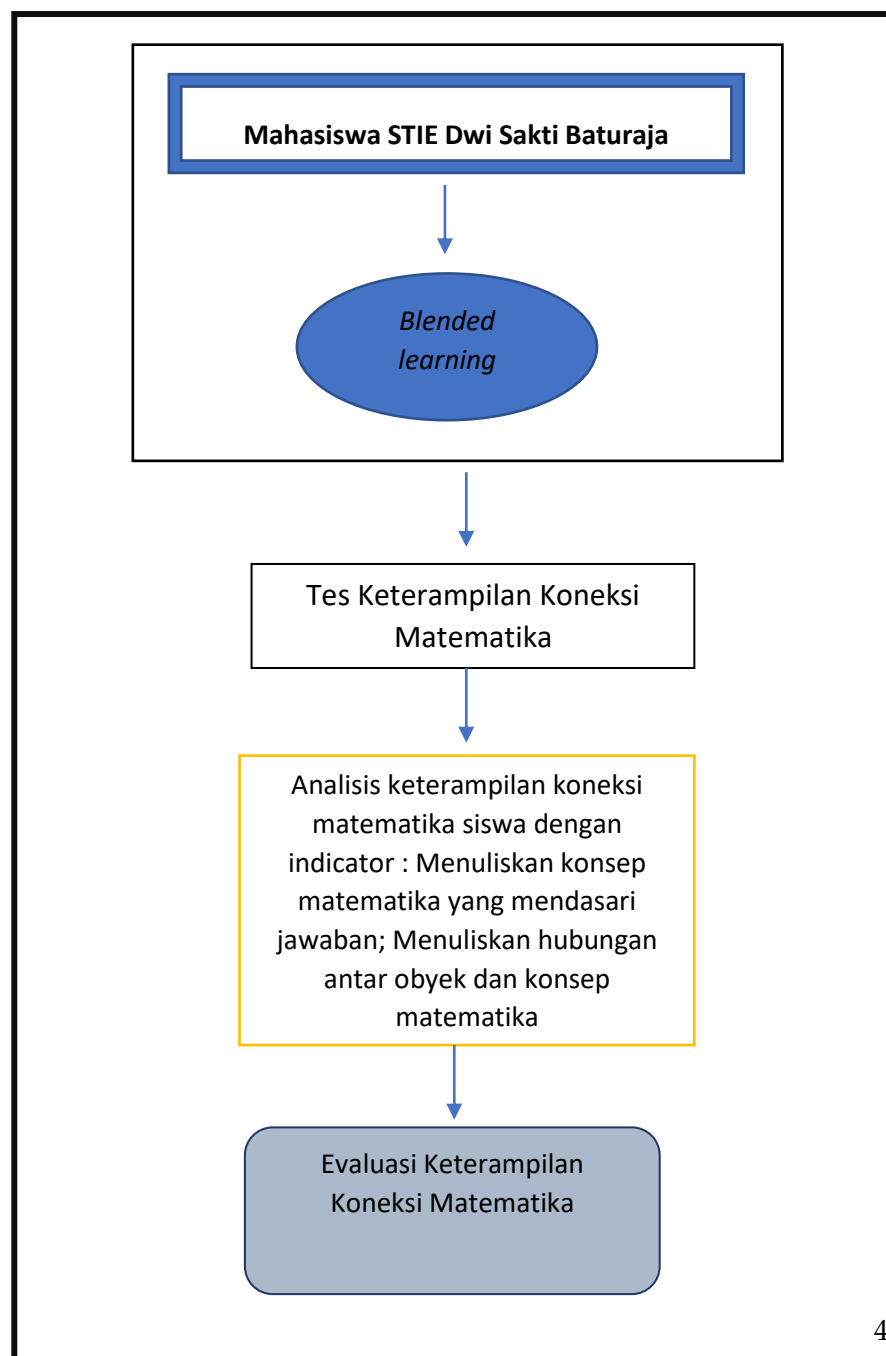 Mahasiswa STIE Dwi Sakti Baturaja
Blended
learning
Tes Keterampilan Koneksi
Matematika
Analisis keterampilan koneksi
matematika siswa dengan
indicator : Menuliskan konsep
matematika yang mendasari
jawaban; Menuliskan hubungan
antar obyek dan konsep
matematika
Evaluasi Keterampilan
Koneksi Matematika
4